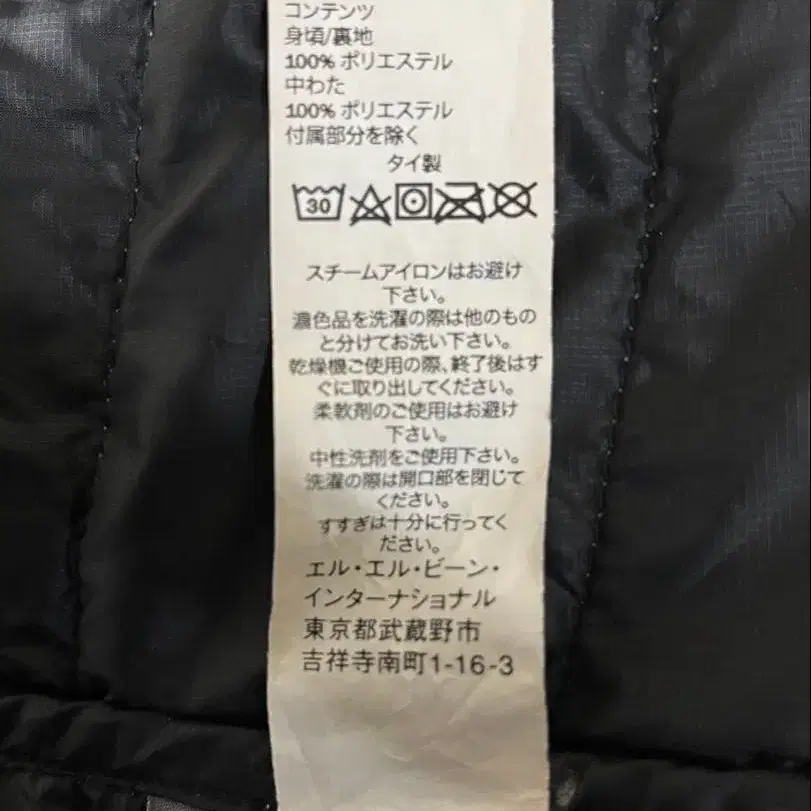 コンテンツ
身頃/裏地
100% ポリエステル
中わた
100% ポリエステル
付属部分を除く
タイ製
30
スチームアイロンはお避け
下さい。
濃色品を洗濯の際は他のもの
と分けてお洗い下さい。
乾燥機ご使用の際、終了後はす
ぐに取り出してください。
柔軟剤のご使用はお避け
下さい。
中性洗剤をご使用下さい。
洗濯の際は開口部を閉じて
ください。
すすぎは十分に行ってく
ださい。
エル・エル・ビーン・
インターナショナル
東京都武蔵野市
吉祥寺南町1-16-3